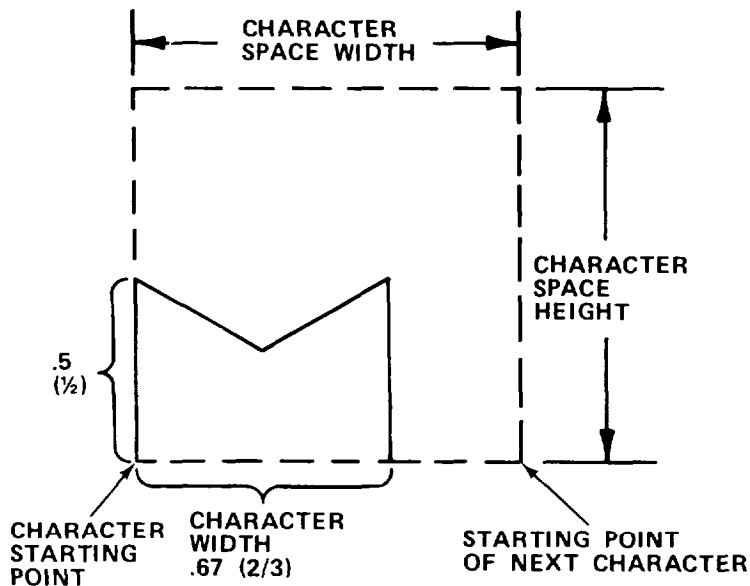 CHARACTER
SPACE WIDTH
CHARACTER
SPACE
HEIGHT
.5
(½)
CHARACTER
STARTING
POINT
CHARACTER
WIDTH
.67 (2/3)
STARTING POINT
OF NEXT CHARACTER